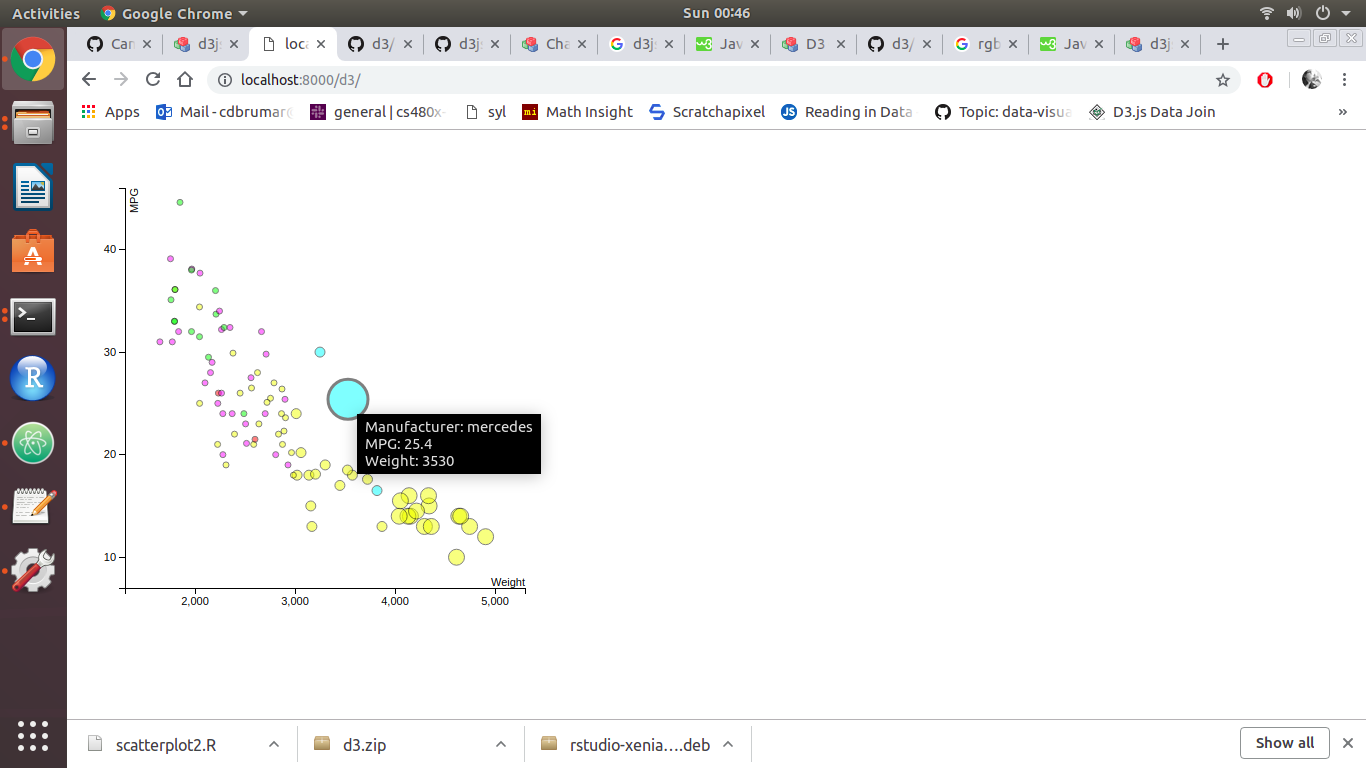 Activities Google Chrome Sun 00:46
Can d3js loca d3/ d3js Cha d3js Jav D3 d3/ rgb Jav d3j
localhost:8000/d3/
Apps Mail - cdbrumar general | cs480x- syl Math Insight Scratchapixel Reading in Data Topic: data-visua D3.js Data Join »
MPG
40
30
20
10
Manufacturer: mercedes
MPG: 25.4
Weight: 3530
Weight
2,000 3,000 4,000 5,000
scatterplot2.R d3.zip rstudio-xenia....deb Show all